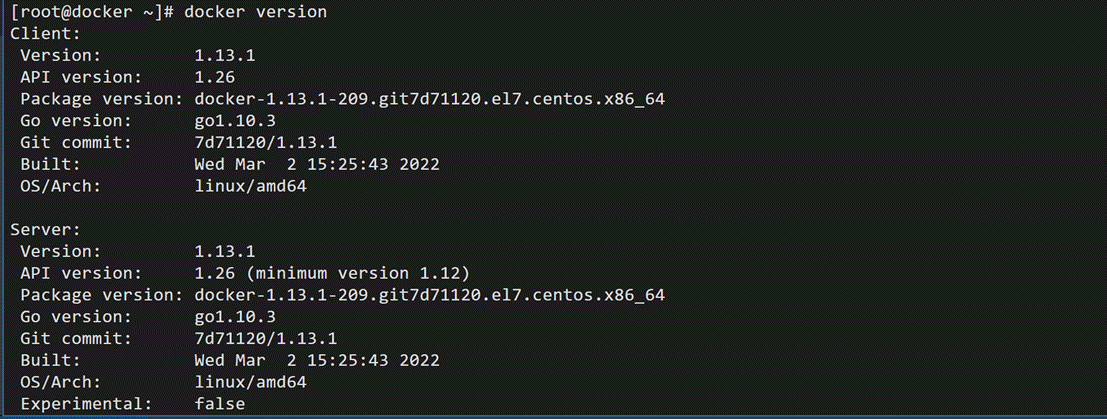 [root@docker ~]# docker version
Client:
 Version:         1.13.1
 API version:     1.26
 Package version: docker-1.13.1-209.git7d71120.el7.centos.x86_64
 Go version:      go1.10.3
 Git commit:      7d71120/1.13.1
 Built:           Wed Mar  2 15:25:43 2022
 OS/Arch:         linux/amd64

Server:
 Version:         1.13.1
 API version:     1.26 (minimum version 1.12)
 Package version: docker-1.13.1-209.git7d71120.el7.centos.x86_64
 Go version:      go1.10.3
 Git commit:      7d71120/1.13.1
 Built:           Wed Mar  2 15:25:43 2022
 OS/Arch:         linux/amd64
 Experimental:    false